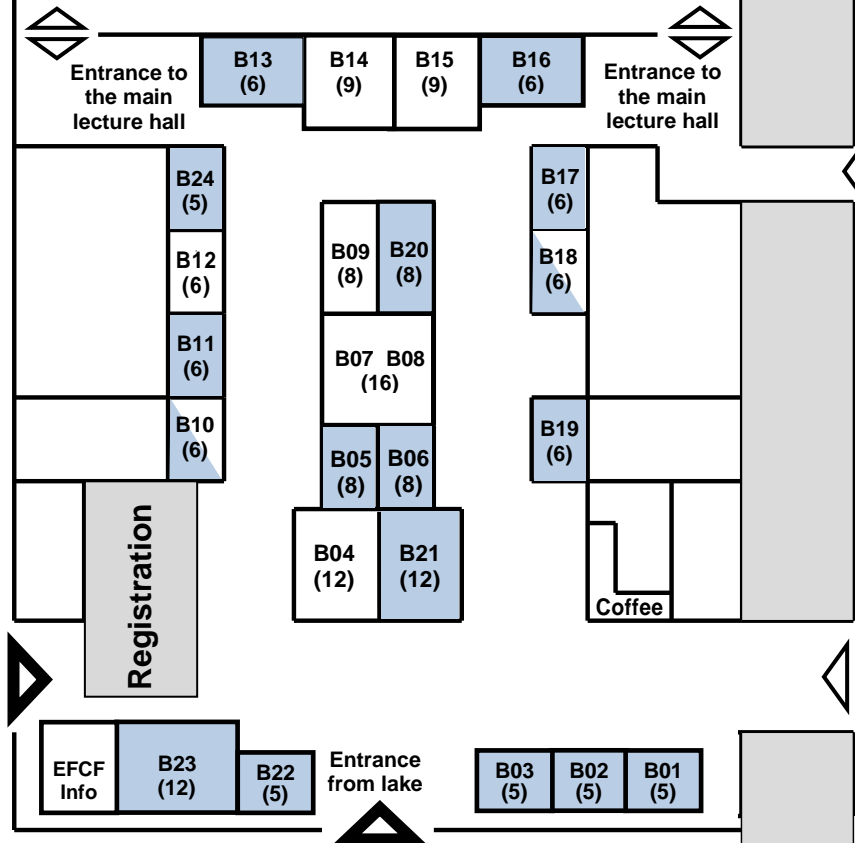 B13
(6)
B14
(9)
B15
(9)
B16
(6)
Entrance to
the main
lecture hall
Entrance to
the main
lecture hall
B24
(5)
B12
(6)
B11
(6)
B10
(6)
B09
(8)
B20
(8)
B07 B08
(16)
B05
(8)
B06
(8)
B04
(12)
B21
(12)
B17
(6)
B18
(6)
B19
(6)
Coffee
Registration
EFCF
Info
B23
(12)
B22
(5)
Entrance
from lake
B03
(5)
B02
(5)
B01
(5)